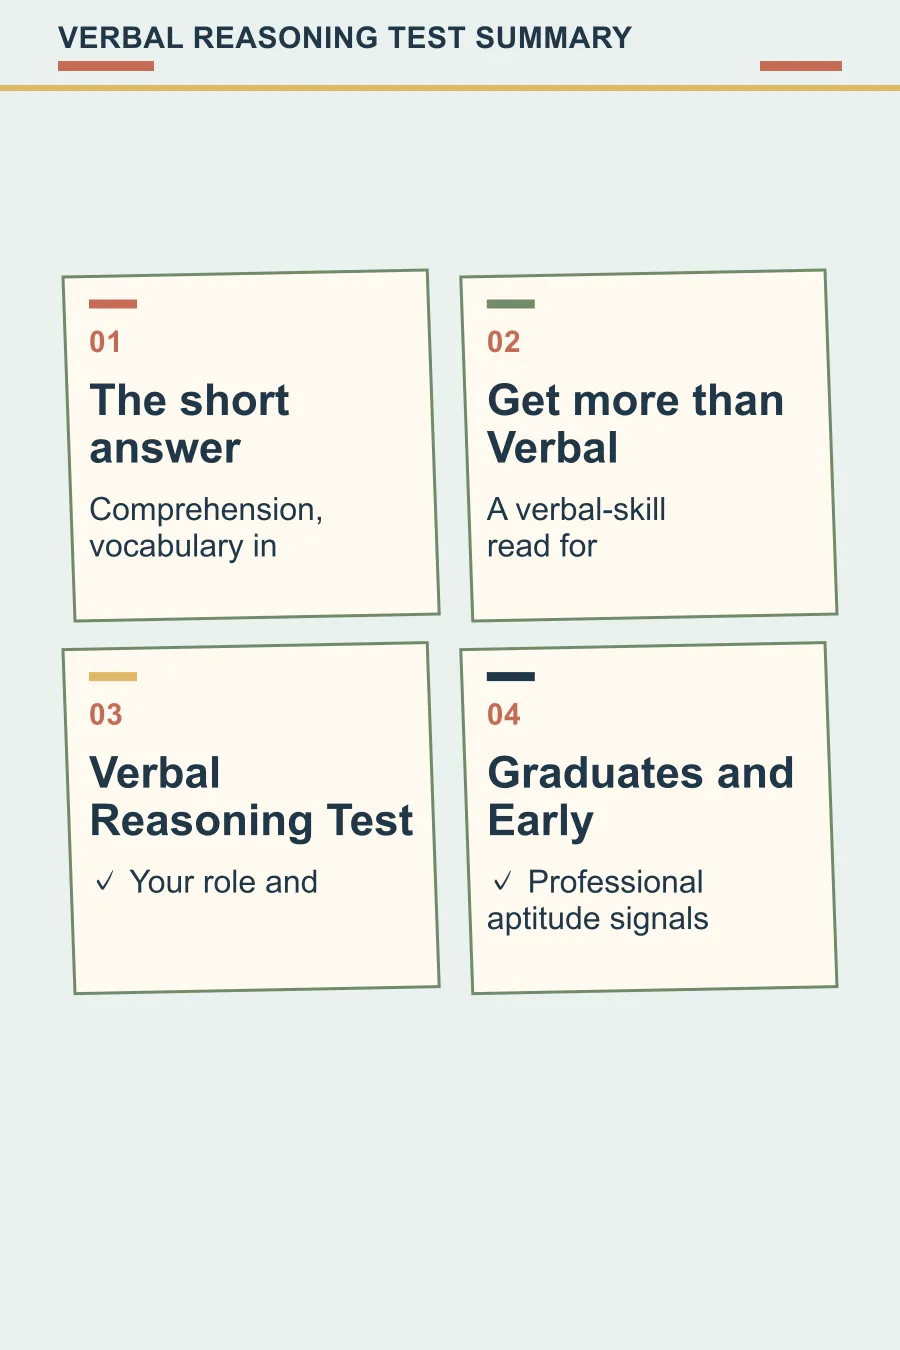 VERBAL REASONING TEST SUMMARY
01
The short
answer
Comprehension,
vocabulary in
02
Get more than
Verbal
A verbal-skill
read for
03
Verbal
Reasoning Test
✓ Your role and
04
Graduates and
Early
✓ Professional
aptitude signals